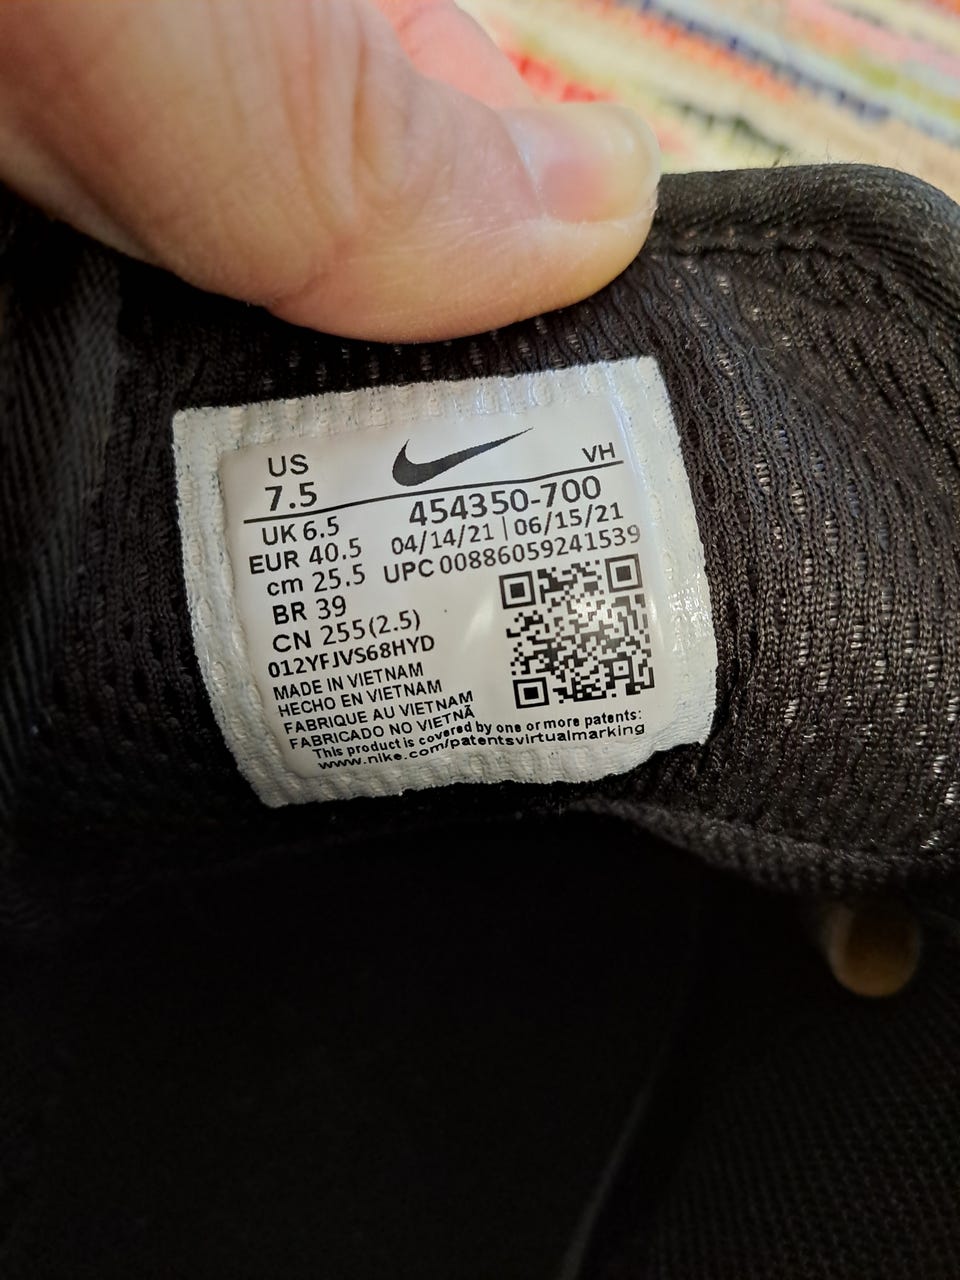 US
7.5
VH
UK 6.5
EUR 40.5
cm 25.5
BR 39
CN 255(2.5)
454350-700
04/14/21 | 06/15/21
UPC 00886059241539
012YFJVS68HYD
MADE IN VIETNAM
HECHO EN VIETNAM
FABRIQUE AU VIETNAM
FABRICADO NO VIETNÃ
This product is covered by one or more patents:
www.nike.com/patentsvirtualmarking